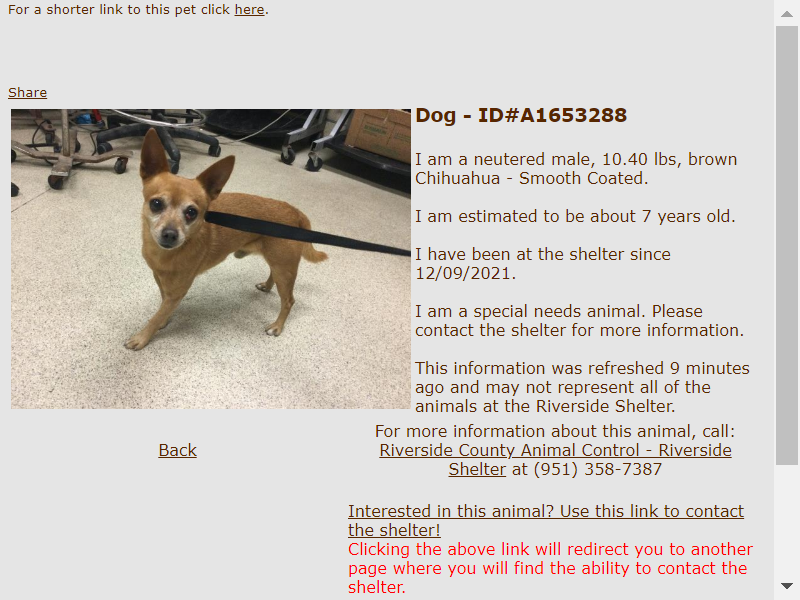 For a shorter link to this pet click here.
Share
Dog - ID#A1653288
I am a neutered male, 10.40 lbs, brown
Chihuahua - Smooth Coated.
I am estimated to be about 7 years old.
I have been at the shelter since
12/09/2021.
I am a special needs animal. Please
contact the shelter for more information.
This information was refreshed 9 minutes
ago and may not represent all of the
animals at the Riverside Shelter.
Back
For more information about this animal, call:
Riverside County Animal Control - Riverside
Shelter at (951) 358-7387
Interested in this animal? Use this link to contact
the shelter!
Clicking the above link will redirect you to another
page where you will find the ability to contact the
shelter.